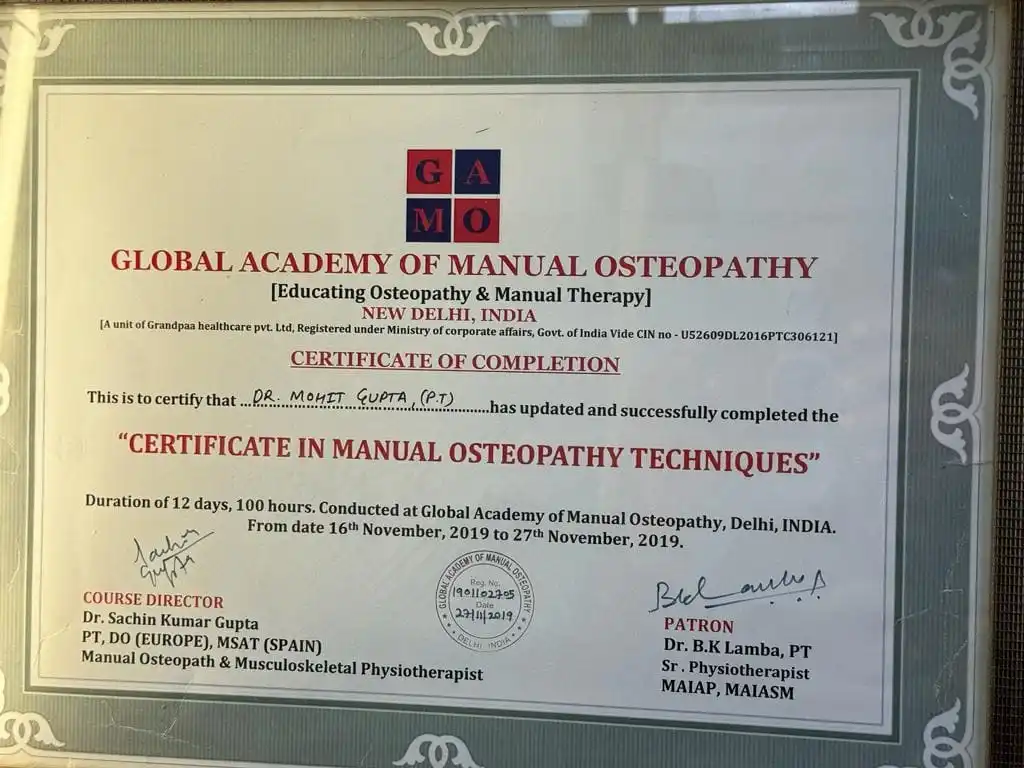 G A
M O
GLOBAL ACADEMY OF MANUAL OSTEOPATHY
[Educating Osteopathy & Manual Therapy]
NEW DELHI, INDIA
[A unit of Grandpaa healthcare pvt. Ltd, Registered under Ministry of corporate affairs, Govt. of India Vide CIN no - U52609DL2016PTC306121]
CERTIFICATE OF COMPLETION
This is to certify that ...DR. MOHIT GUPTA, (P.T)...has updated and successfully completed the
“CERTIFICATE IN MANUAL OSTEOPATHY TECHNIQUES”
Duration of 12 days, 100 hours. Conducted at Global Academy of Manual Osteopathy, Delhi, INDIA.
From date 16th November, 2019 to 27th November, 2019.
Sachin
Gupta
COURSE DIRECTOR
Dr. Sachin Kumar Gupta
PT, DO (EUROPE), MSAT (SPAIN)
Manual Osteopath & Musculoskeletal Physiotherapist
GLOBAL ACADEMY OF MANUAL OSTEOPATHY
Reg. No.
1901102705
Date
27/11/2019
DELHI INDIA
PATRON
Dr. B.K Lamba, PT
Sr. Physiotherapist
MAIAP, MAIASM